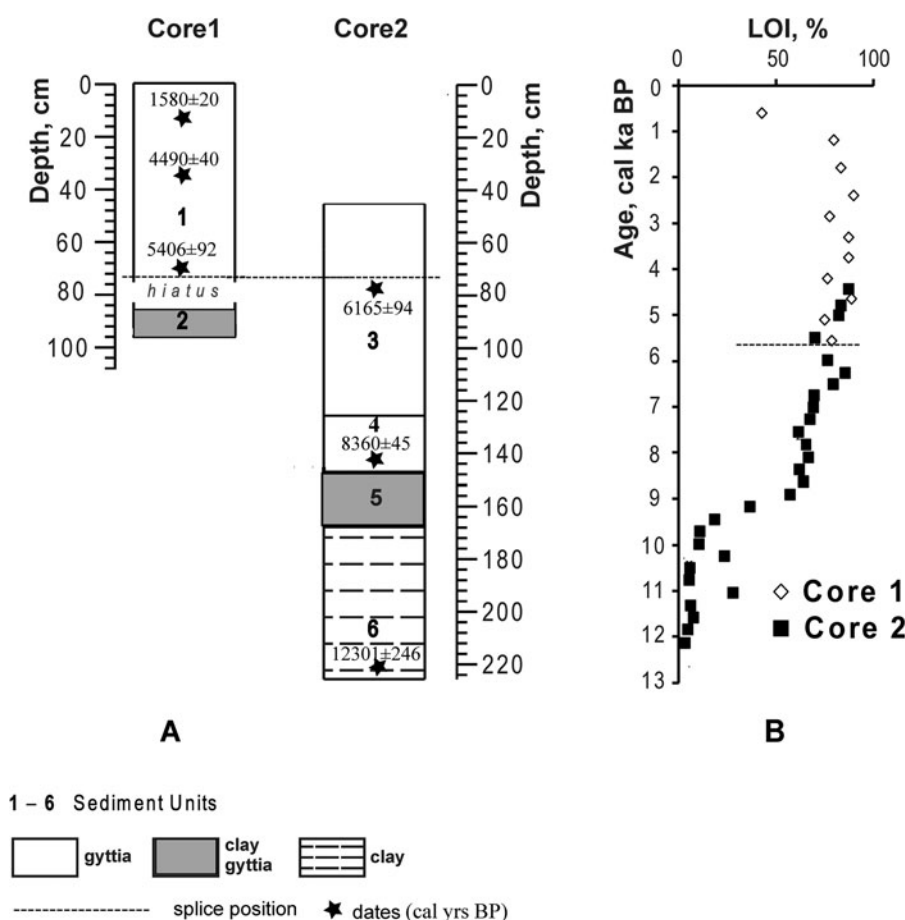 Core1
Core2
LOI, %
0 50 100
Depth, cm
0
20
40
60
80
100
1580±20
4490±40
1
5406±92
hiatus
2
6165±94
3
4
8360±45
5
6
12301±246
0
20
40
60
80
100
120
140
160
180
200
220
Depth, cm
Age, cal ka BP
0
1
2
3
4
5
6
7
8
9
10
11
12
13
Core 1
Core 2
A
B
1 – 6 Sediment Units
gyttia
clay
gyttia
clay
splice position
dates (cal yrs BP)